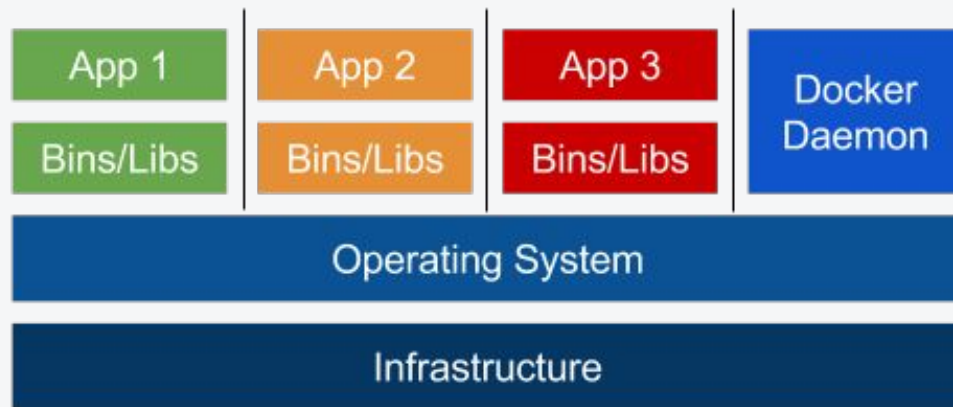 App 1
App 2
App 3
Docker
Daemon
Bins/Libs
Bins/Libs
Bins/Libs
Operating System
Infrastructure